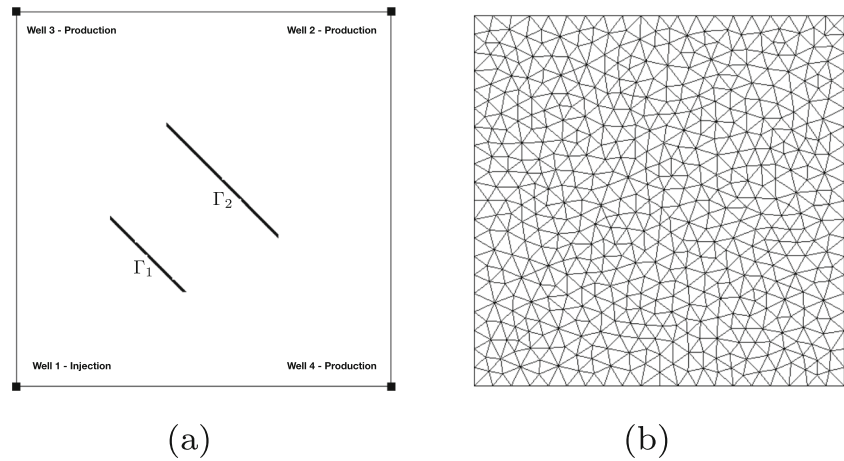 Well 3 - Production
Well 2 - Production
Γ₂
Γ₁
Well 1 - Injection
Well 4 - Production
(a)
(b)